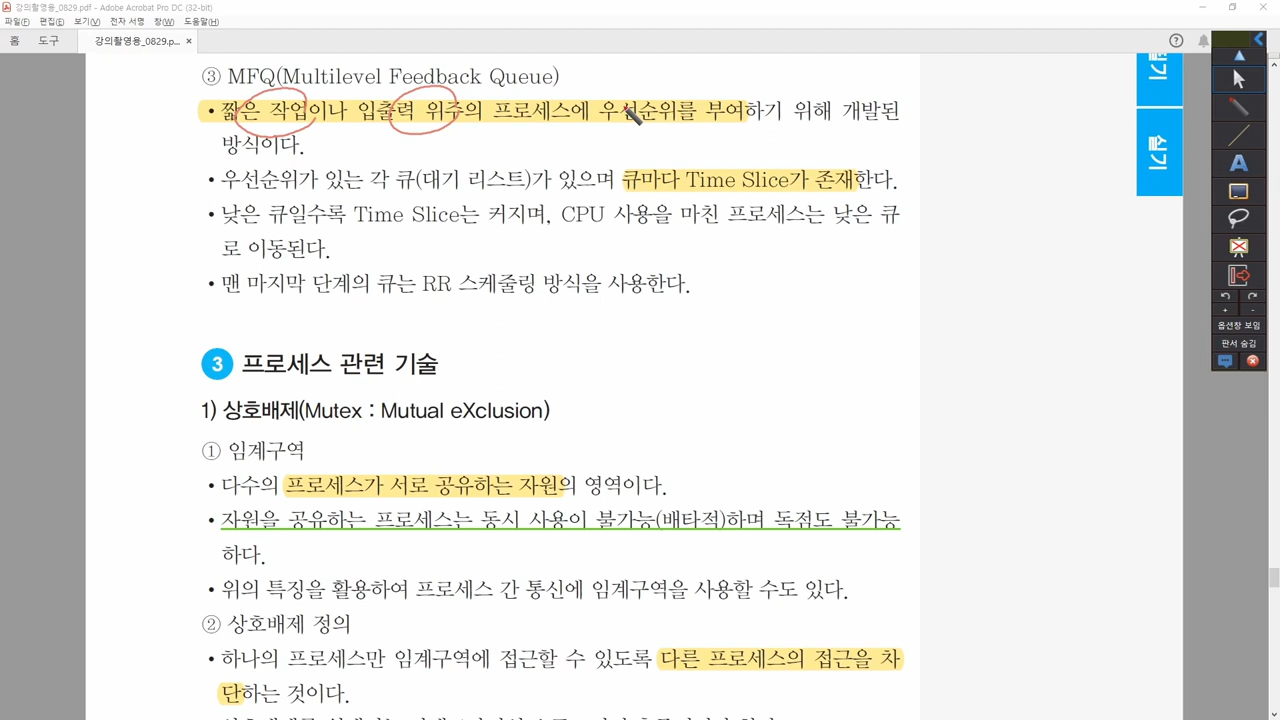 강의촬영용_0829.pdf - Adobe Acrobat Pro DC (32-bit)
파일(F) 편집(E) 보기(V) 전자 서명 창(W) 도움말(H)
홈 도구 강의촬영용_0829.p... ×
③ MFQ(Multilevel Feedback Queue)
• 짧은 작업이나 입출력 위주의 프로세스에 우선순위를 부여하기 위해 개발된
방식이다.
• 우선순위가 있는 각 큐(대기 리스트)가 있으며 큐마다 Time Slice가 존재한다.
• 낮은 큐일수록 Time Slice는 커지며, CPU 사용을 마친 프로세스는 낮은 큐
로 이동된다.
• 맨 마지막 단계의 큐는 RR 스케줄링 방식을 사용한다.
3 프로세스 관련 기술
1) 상호배제(Mutex : Mutual eXclusion)
① 임계구역
• 다수의 프로세스가 서로 공유하는 자원의 영역이다.
• 자원을 공유하는 프로세스는 동시 사용이 불가능(배타적)하며 독점도 불가능
하다.
• 위의 특징을 활용하여 프로세스 간 통신에 임계구역을 사용할 수도 있다.
② 상호배제 정의
• 하나의 프로세스만 임계구역에 접근할 수 있도록 다른 프로세스의 접근을 차
단하는 것이다.
필기
실기
A
+ -
옵션창 보임
판서 숨김